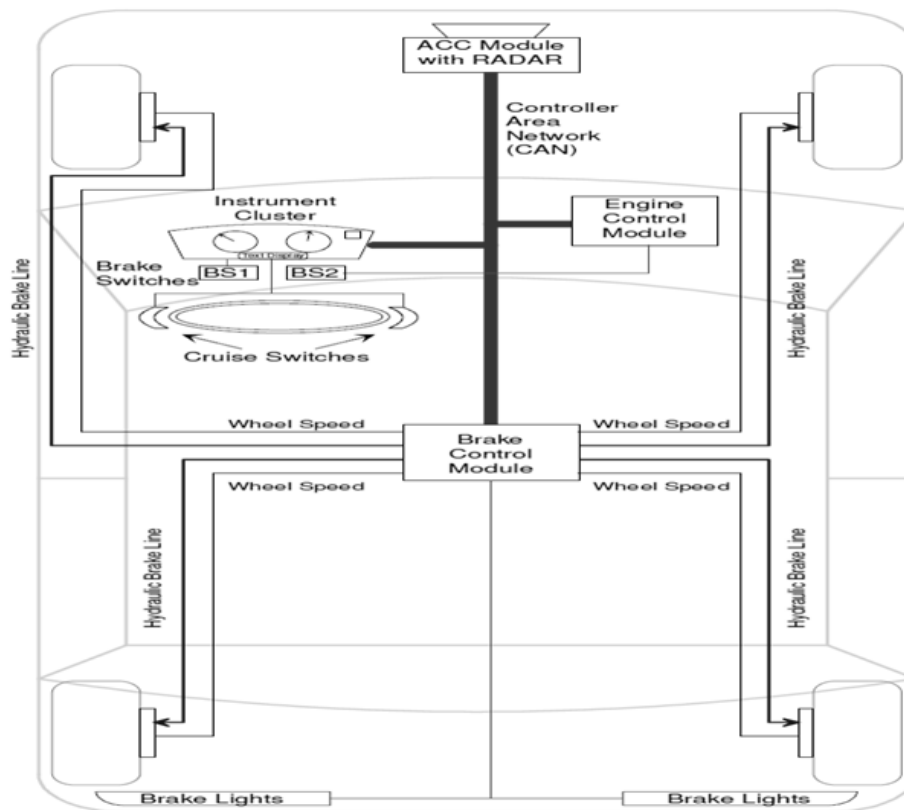 ACC Module
with RADAR
Controller
Area
Network
(CAN)
Instrument
Cluster
Engine
Control
Module
Text Display
Brake
Switches
BS1
BS2
Cruise Switches
Hydraulic Brake Line
Hydraulic Brake Line
Wheel Speed
Wheel Speed
Brake
Control
Module
Wheel Speed
Wheel Speed
Hydraulic Brake Line
Hydraulic Brake Line
Brake Lights
Brake Lights